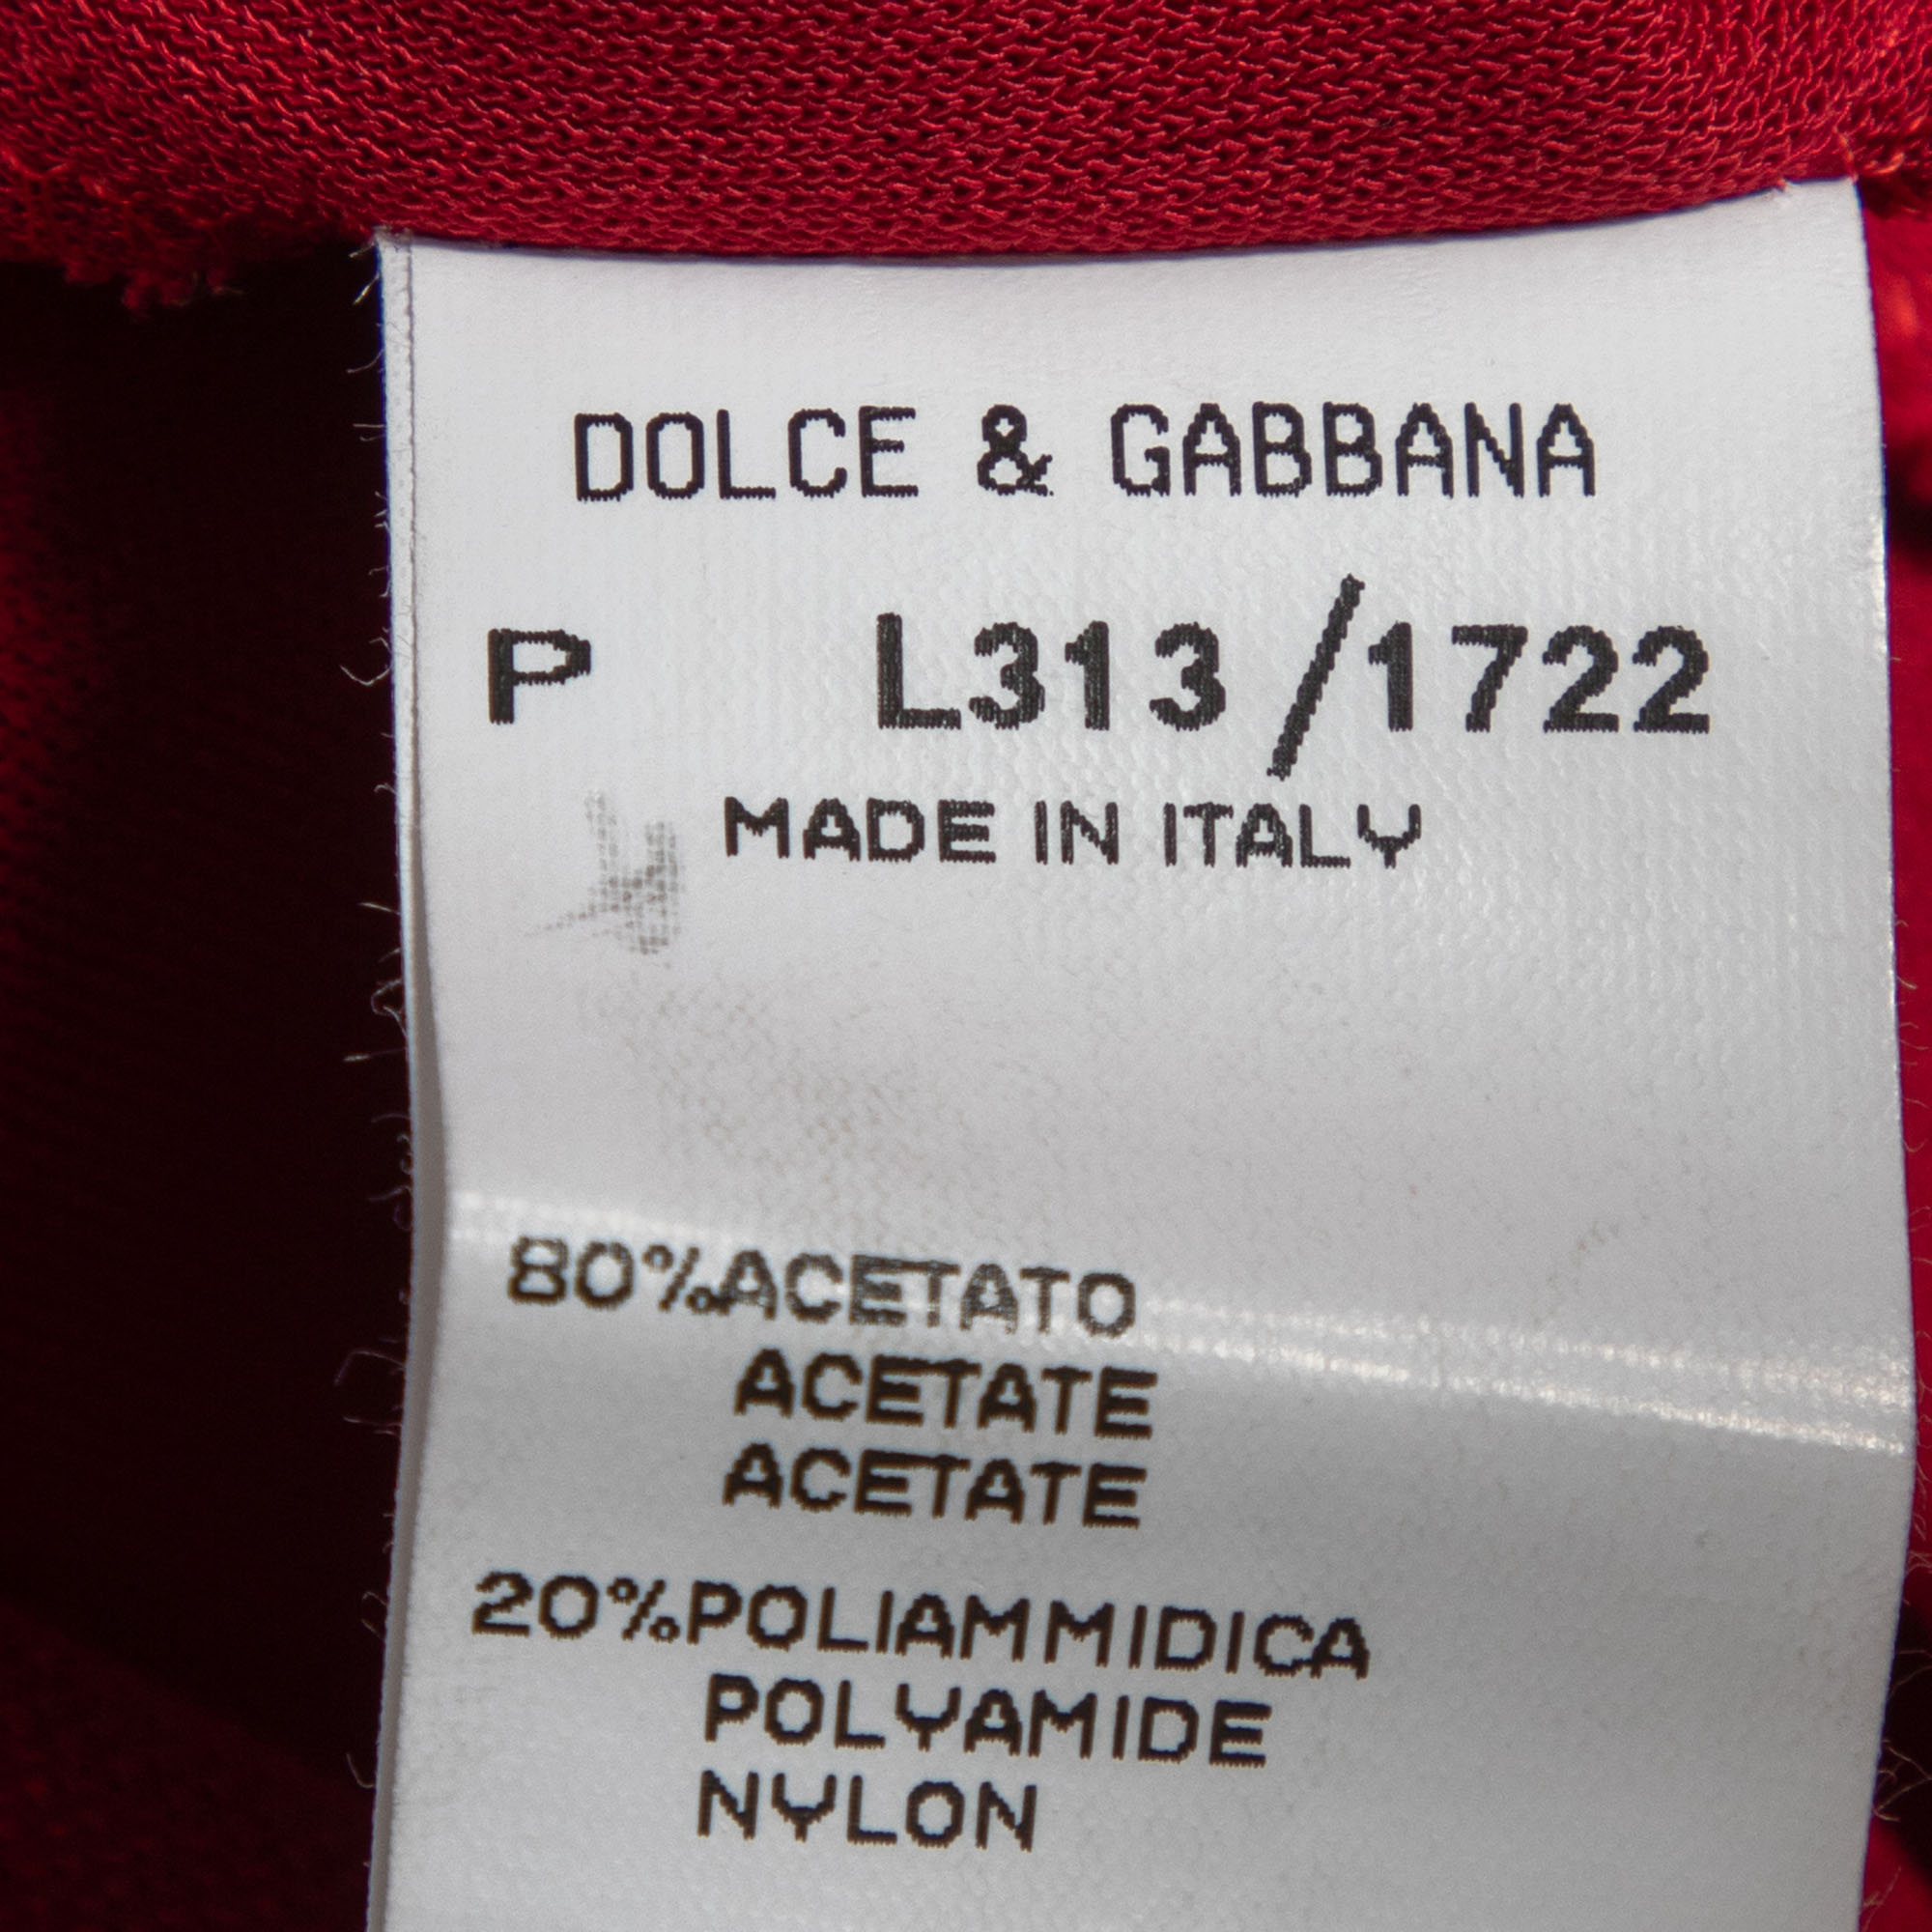 DOLCE & GABBANA
P L313/1722
MADE IN ITALY
80%ACETATO
ACETATE
ACETATE
20%POLIAMMIDICA
POLYAMIDE
NYLON